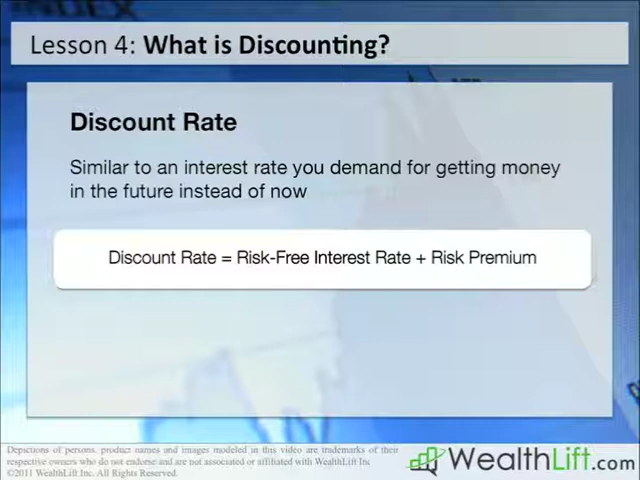 Lesson 4: What is Discounting?
Discount Rate
Similar to an interest rate you demand for getting money
in the future instead of now
Discount Rate = Risk-Free Interest Rate + Risk Premium
Depictions of persons, product names and images modeled in this video are trademarks of their
respective owners who do not endorse and are not associated or affiliated with WealthLift Inc
©2011 WealthLift Inc. All Rights Reserved.
WealthLift.com